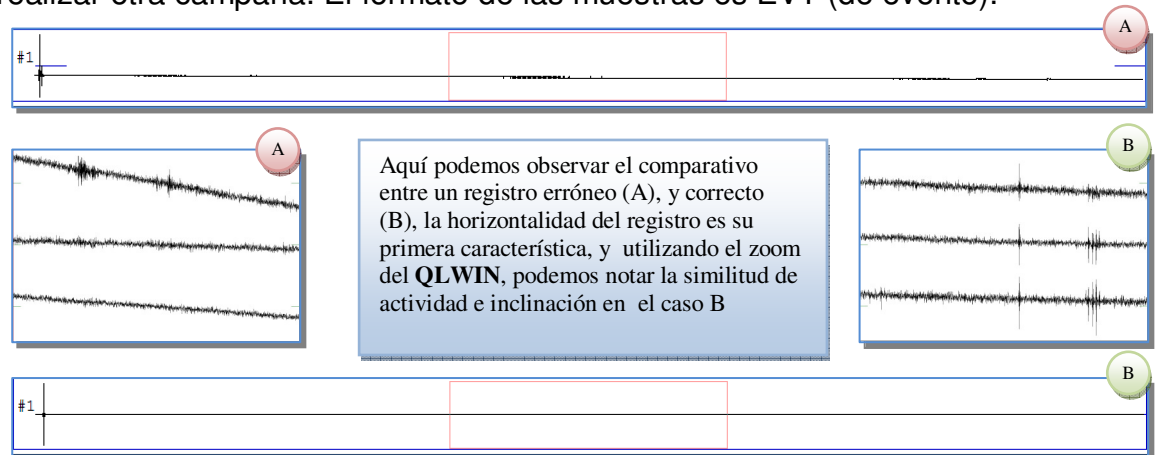 realizar otra campaña. El formato de las muestras es EVT (de evento).
A
#1
A
Aquí podemos observar el comparativo
entre un registro erróneo (A), y correcto
(B), la horizontalidad del registro es su
primera característica, y utilizando el zoom
del QLWIN, podemos notar la similitud de
actividad e inclinación en el caso B
B
B
#1